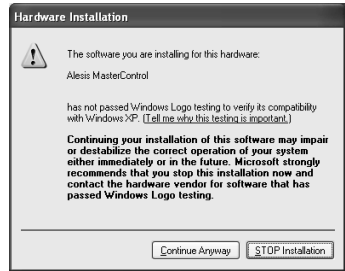 Hardware Installation
The software you are installing for this hardware:
Alesis MasterControl
has not passed Windows Logo testing to verify its compatibility
with Windows XP. (Tell me why this testing is important.)
Continuing your installation of this software may impair
or destabilize the correct operation of your system
either immediately or in the future. Microsoft strongly
recommends that you stop this installation now and
contact the hardware vendor for software that has
passed Windows Logo testing.
Continue Anyway STOP Installation